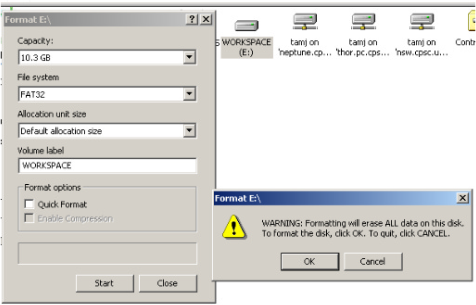 Format E:\
Capacity:
10.3 GB
File system
FAT32
Allocation unit size
Default allocation size
Volume label
WORKSPACE
Format options
Quick Format
Enable Compression
Start Close
WORKSPACE
(E:)
tamj on
'neptune.cp...
tamj on
'thor.pc.cps...
tamj on
'nsw.cpsc.u...
Contr
Format E:\
WARNING: Formatting will erase ALL data on this disk.
To format the disk, click OK. To quit, click CANCEL.
OK Cancel